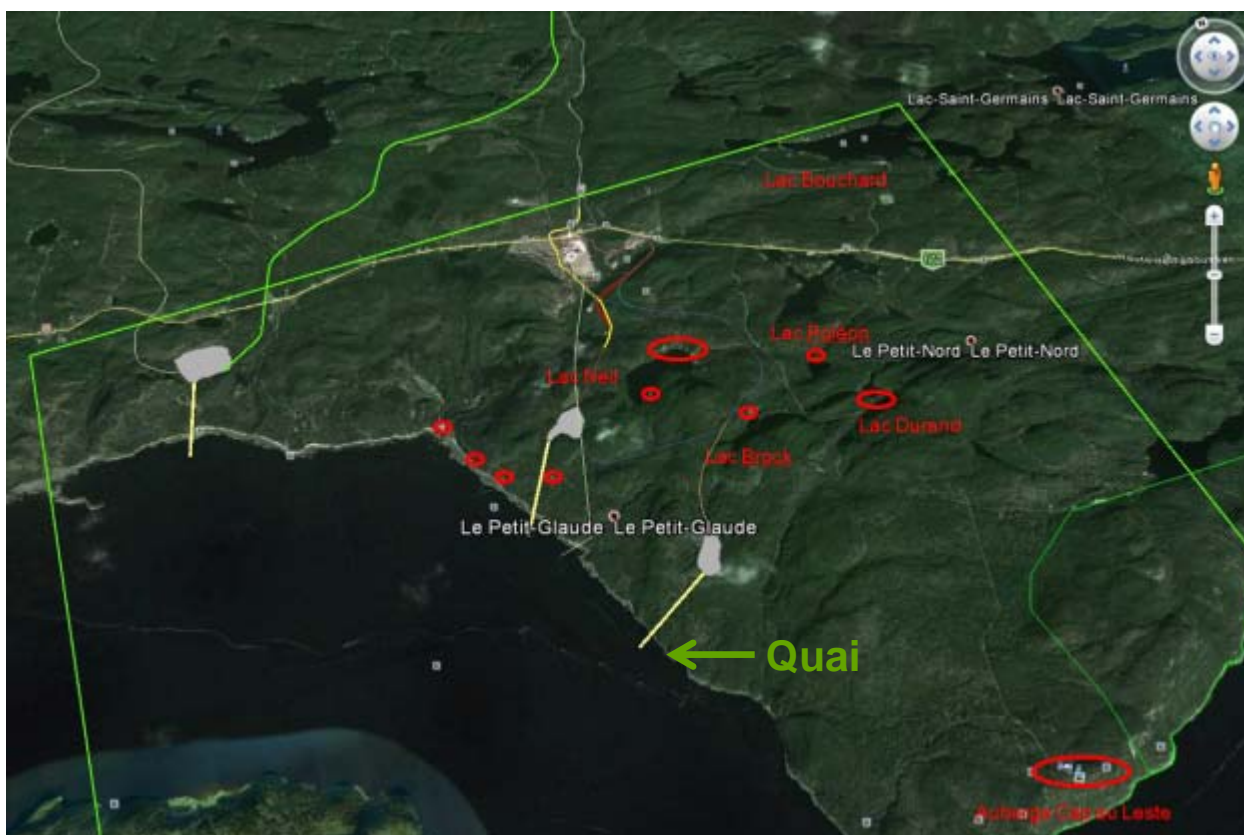 Lac-Saint-Germains Lac-Saint-Germains
Lac Bouchard
Lac Poléon
Le Petit-Nord Le Petit-Nord
Lac Neil
Lac Durand
Lac Brock
Le Petit-Glaude Le Petit-Glaude
Quai
Auberge Cap au Leste